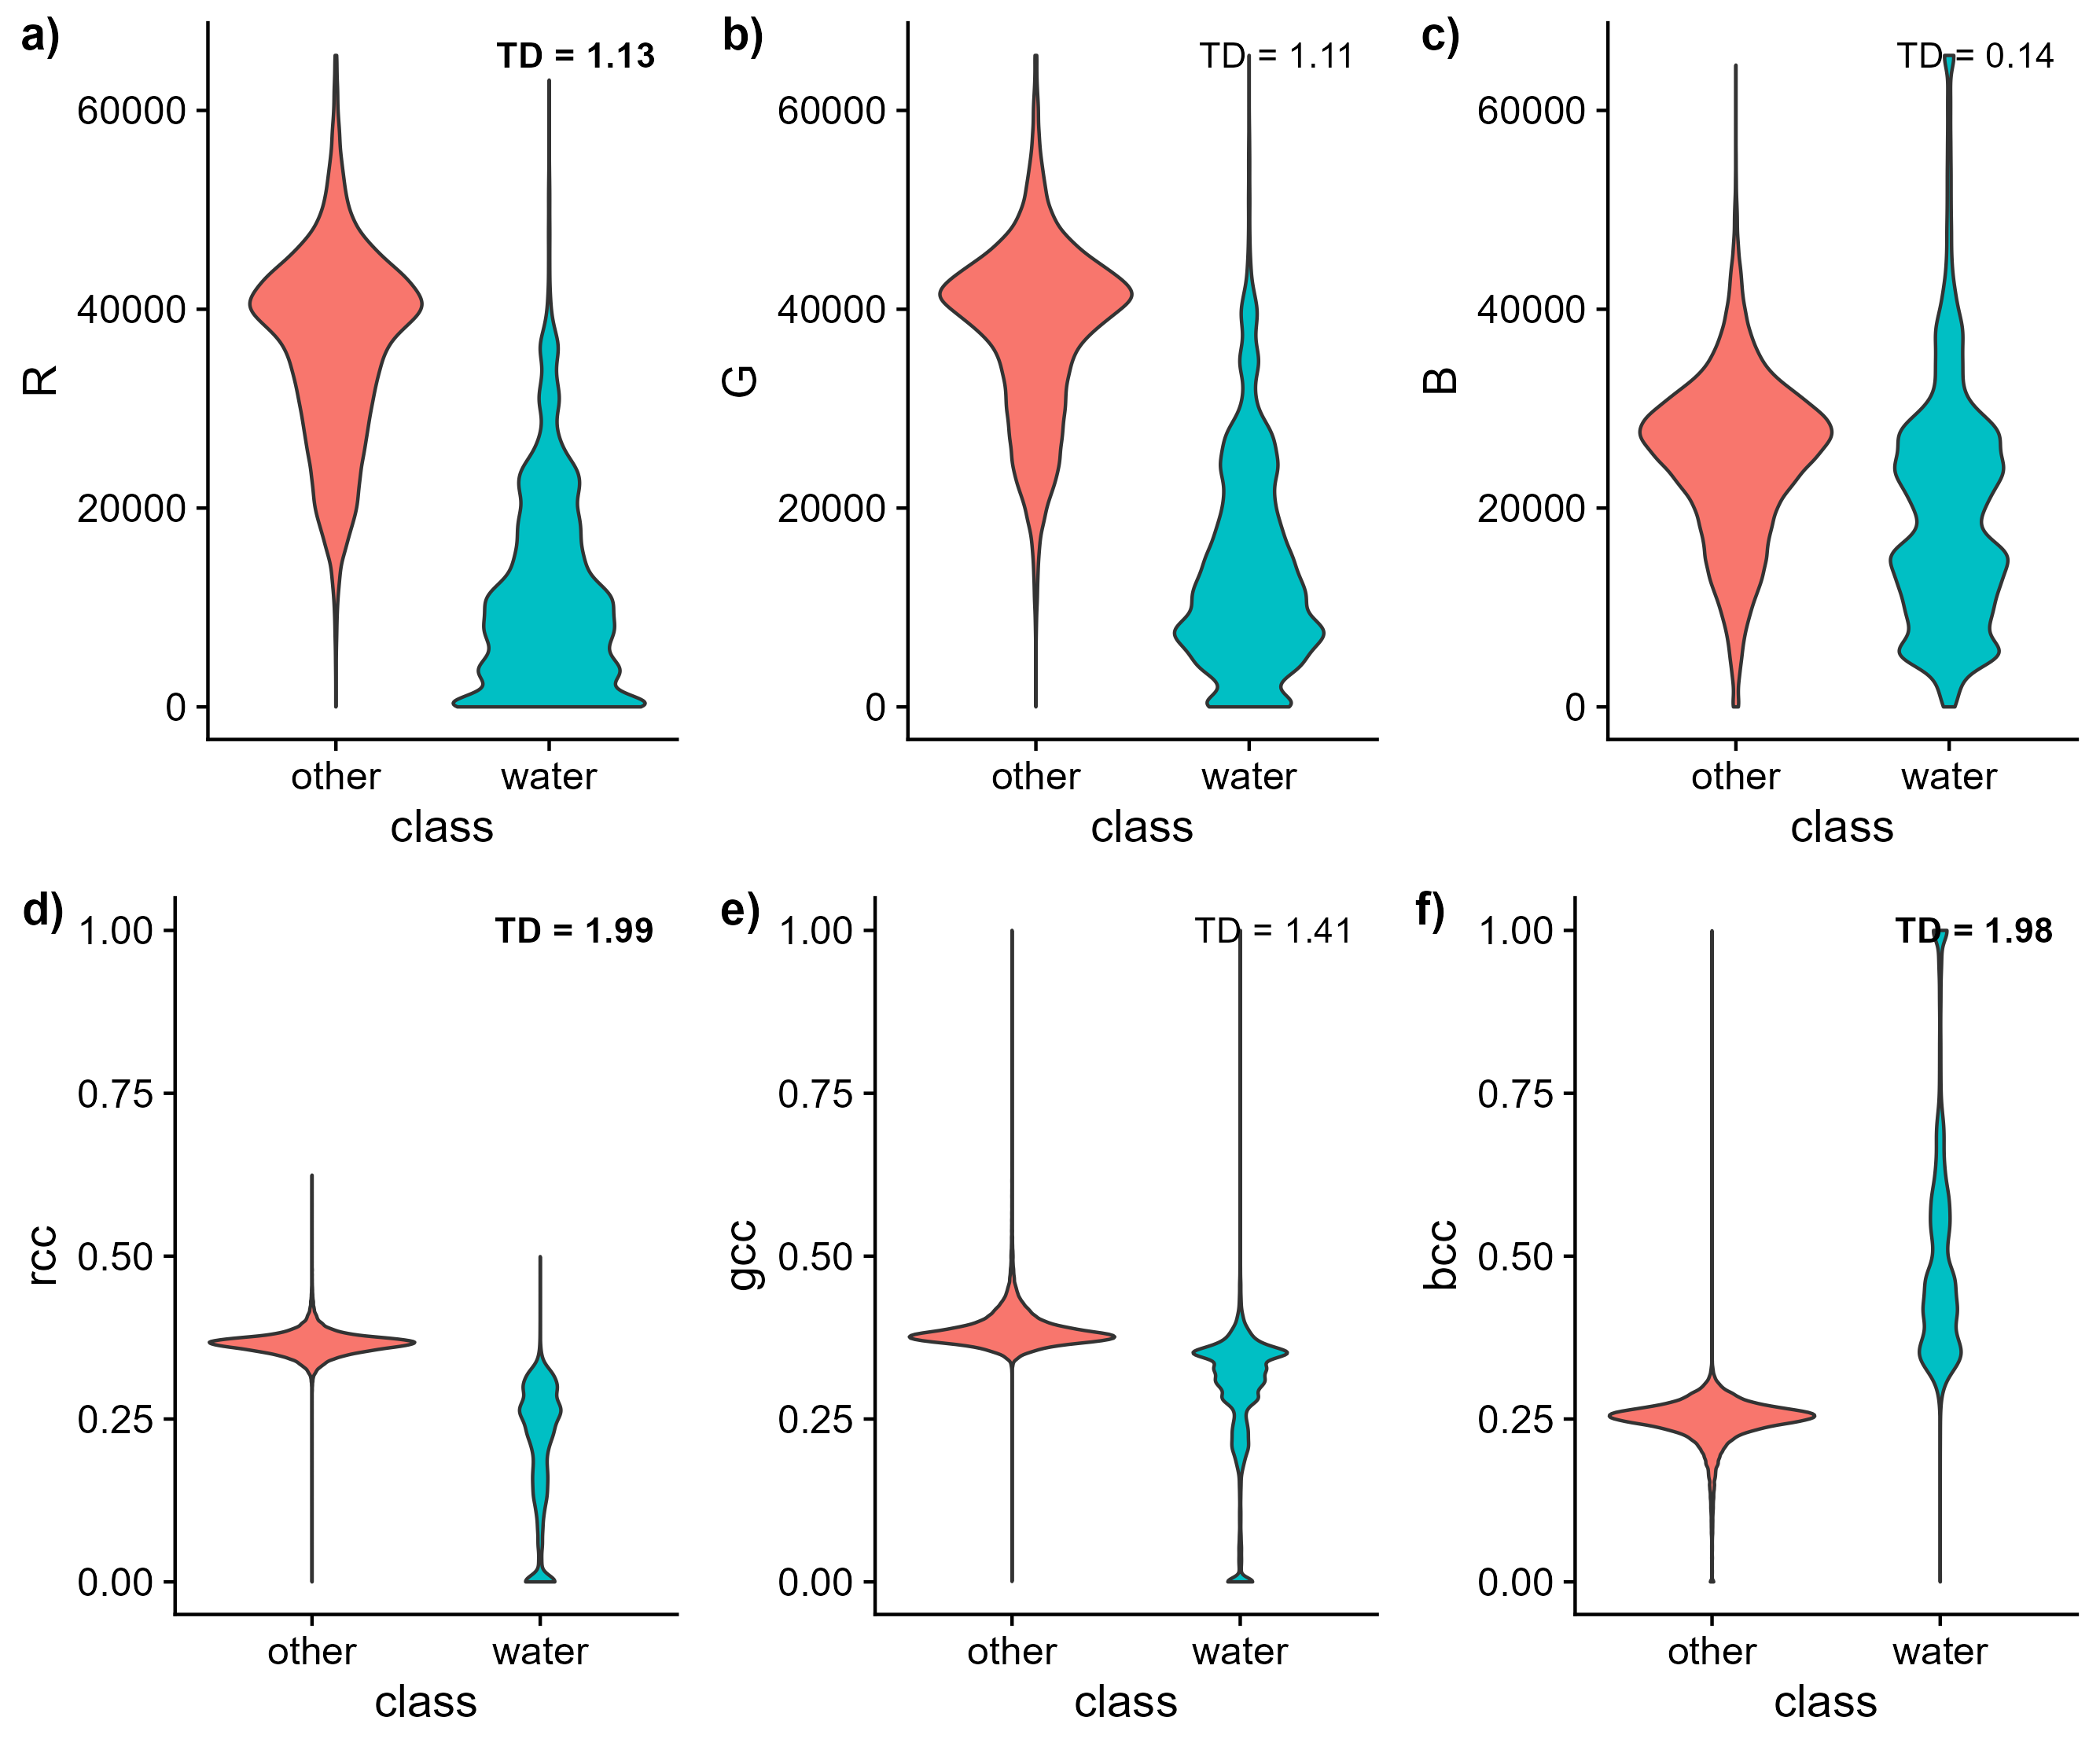 a)
TD = 1.13
R
60000
40000
20000
0
other water
class
b)
TD = 1.11
G
60000
40000
20000
0
other water
class
c)
TD = 0.14
B
60000
40000
20000
0
other water
class
d)
TD = 1.99
rcc
1.00
0.75
0.50
0.25
0.00
other water
class
e)
TD = 1.41
gcc
1.00
0.75
0.50
0.25
0.00
other water
class
f)
TD = 1.98
bcc
1.00
0.75
0.50
0.25
0.00
other water
class